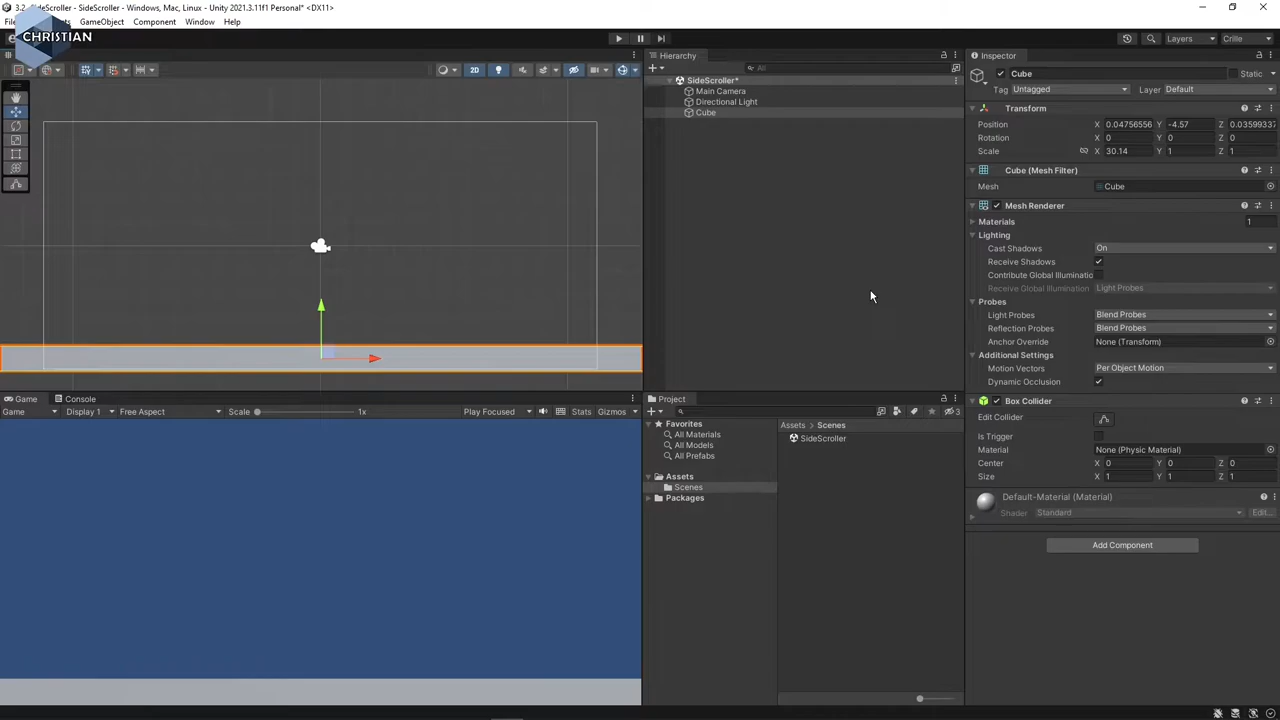 3.2 - SideScroller - Windows, Mac, Linux - Unity 2021.3.11f1 Personal* <DX11>
GameObject Component Window Help
CHRISTIAN
Layers Crille
2D
Hierarchy
All
SideScroller*
Main Camera
Directional Light
Cube
Inspector
Cube Static
Tag Untagged Layer Default
Transform
Position X 0.04756556 Y -4.57 Z 0.03599337
Rotation X 0 Y 0 Z 0
Scale X 30.14 Y 1 Z 1
Cube (Mesh Filter)
Mesh Cube
Mesh Renderer
Materials 1
Lighting
Cast Shadows On
Receive Shadows
Contribute Global Illuminatio
Receive Global Illumination Light Probes
Probes
Light Probes Blend Probes
Reflection Probes Blend Probes
Anchor Override None (Transform)
Additional Settings
Motion Vectors Per Object Motion
Dynamic Occlusion
Box Collider
Edit Collider
Is Trigger
Material None (Physic Material)
Center X 0 Y 0 Z 0
Size X 1 Y 1 Z 1
Default-Material (Material)
Shader Standard Edit...
Add Component
Game Console
Game Display 1 Free Aspect Scale 1x Play Focused Stats Gizmos
Project
3
Favorites
All Materials
All Models
All Prefabs
Assets
Scenes
Packages
Assets > Scenes
SideScroller